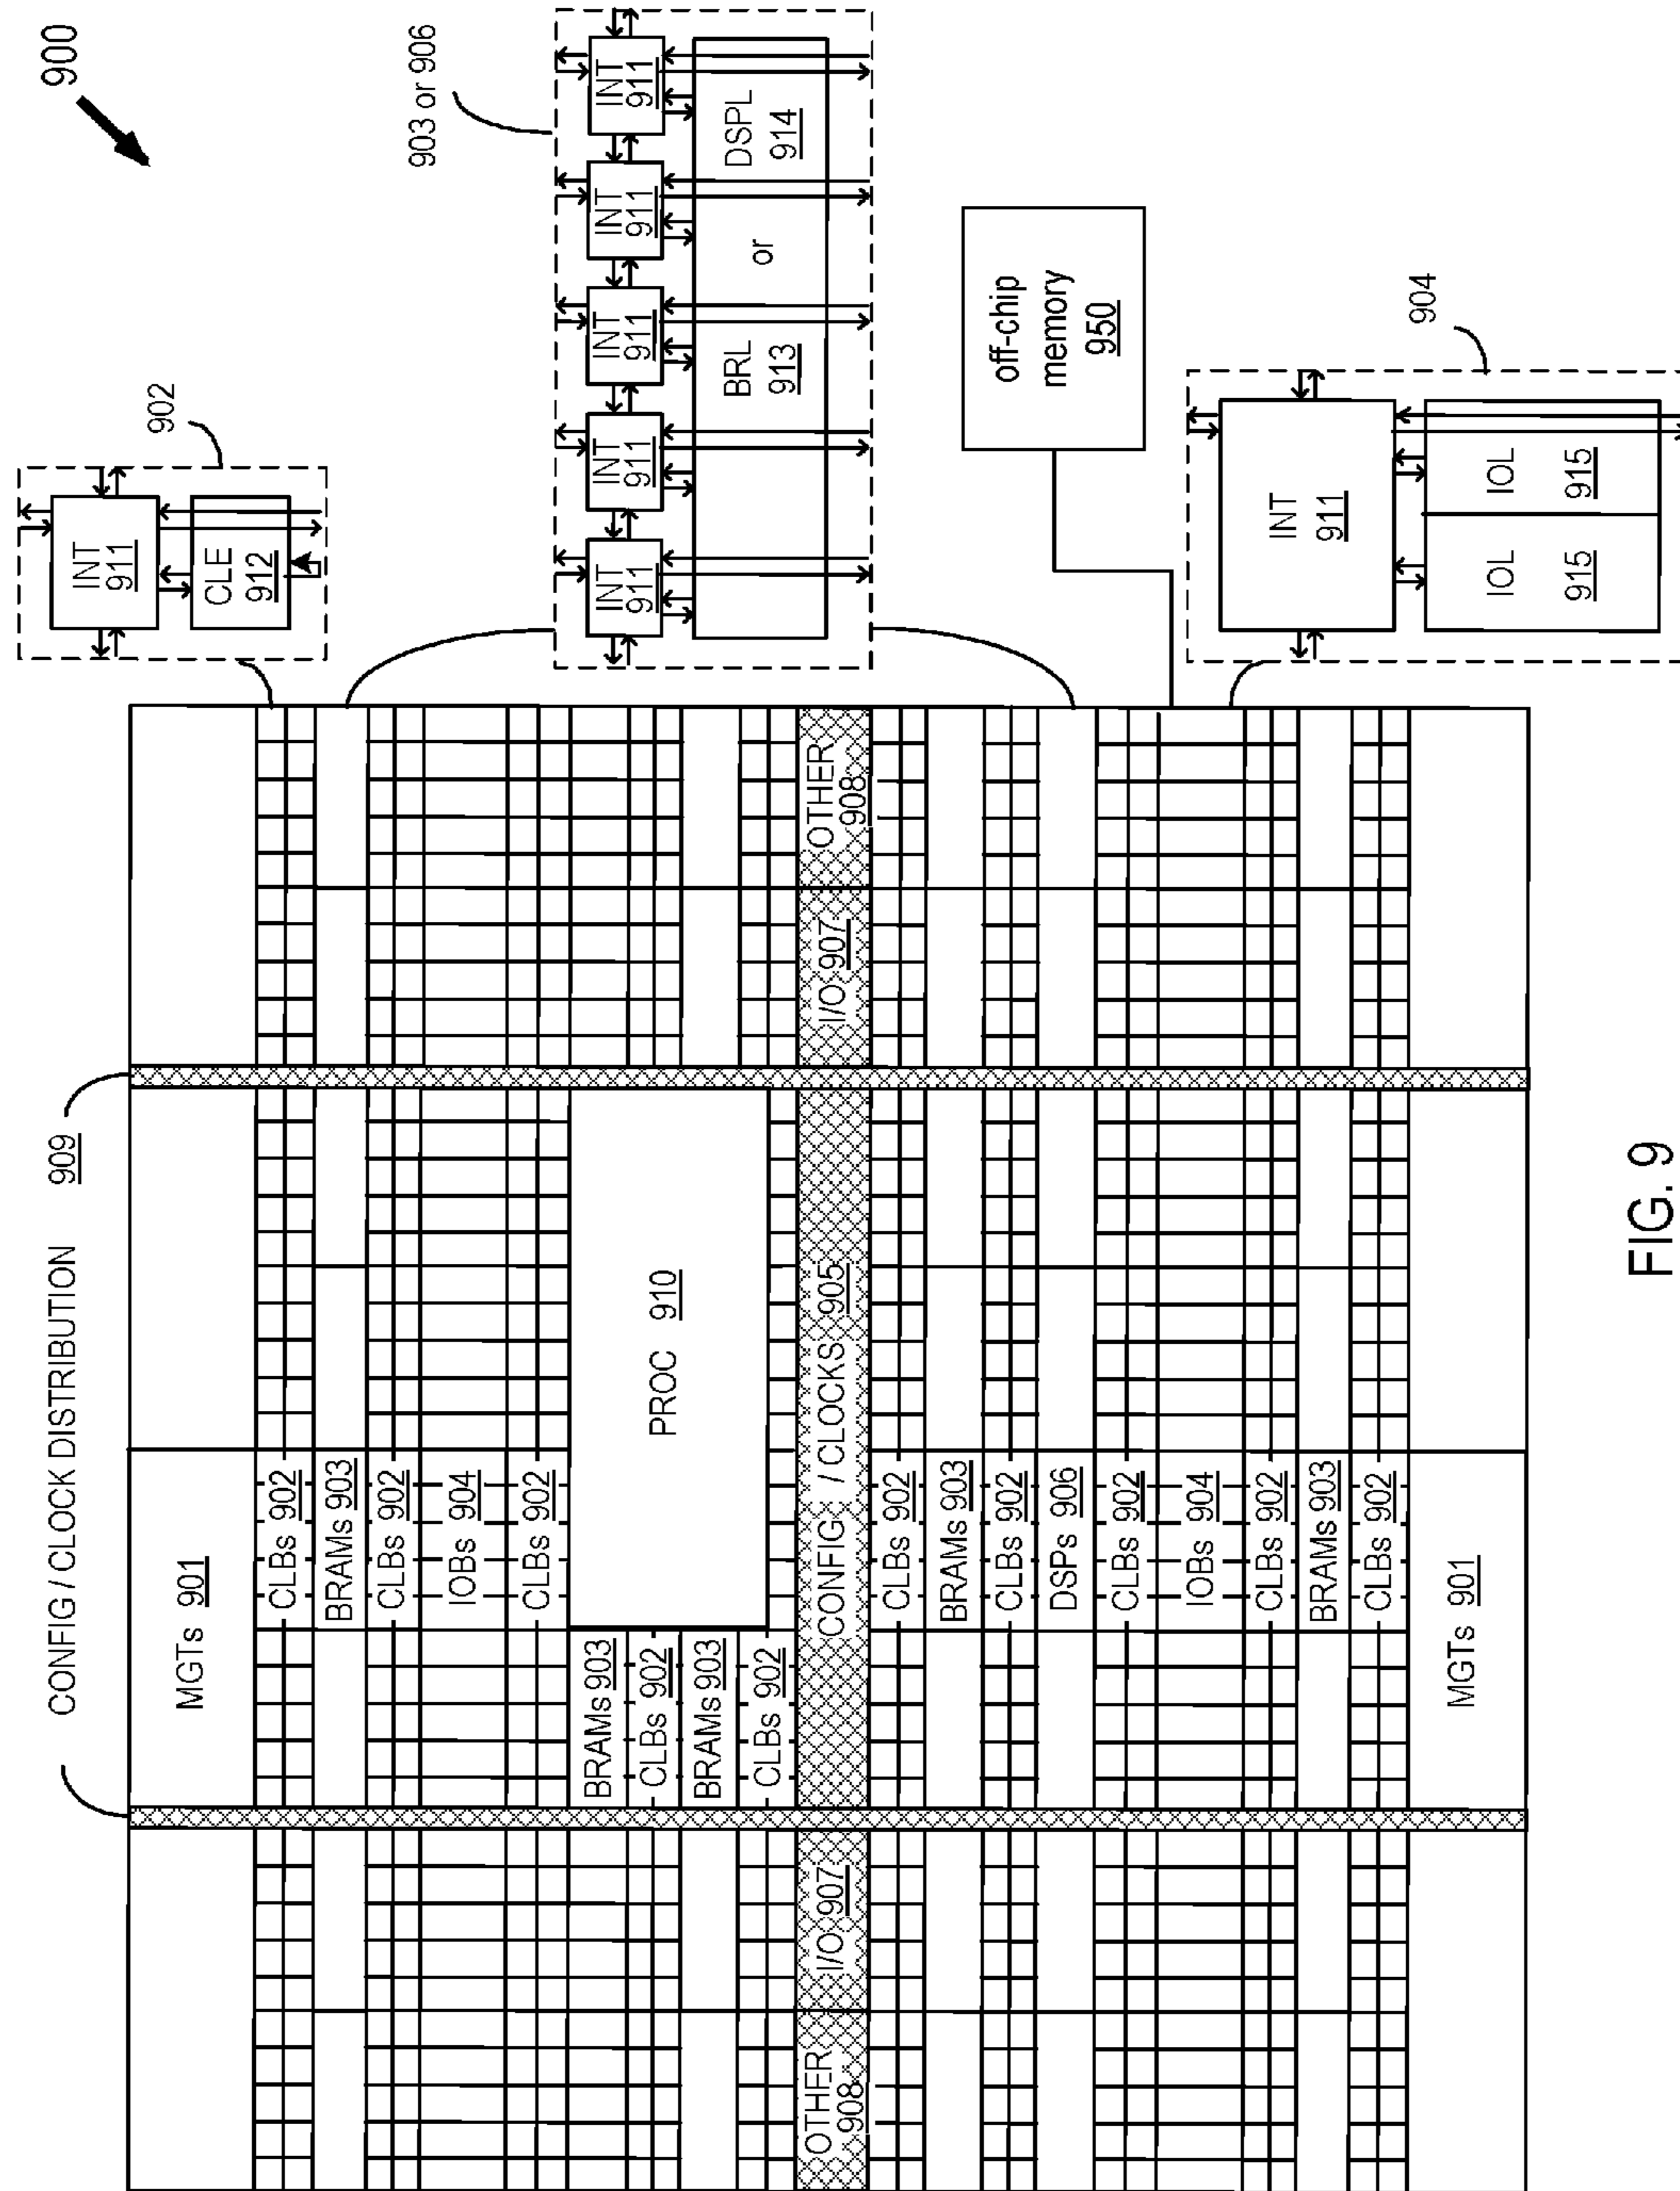 CONFIG / CLOCK DISTRIBUTION 909
900
MGTs 901
CLBs 902
BRAMs 903
CLBs 902
IOBs 904
CLBs 902
PROC 910
BRAMs 903
CLBs 902
BRAMs 903
CLBs 902
OTHER
908
I/O 907
CONFIG / CLOCKS 905
I/O 907
OTHER
908
CLBs 902
BRAMs 903
CLBs 902
DSPs 906
CLBs 902
IOBs 904
CLBs 902
BRAMs 903
CLBs 902
MGTs 901
902
INT
911
CLE
912
903 or 906
INT
911
INT
911
INT
911
INT
911
INT
911
BRL
913
or
DSPL
914
off-chip
memory
950
904
INT
911
IOL
915
IOL
915
FIG. 9